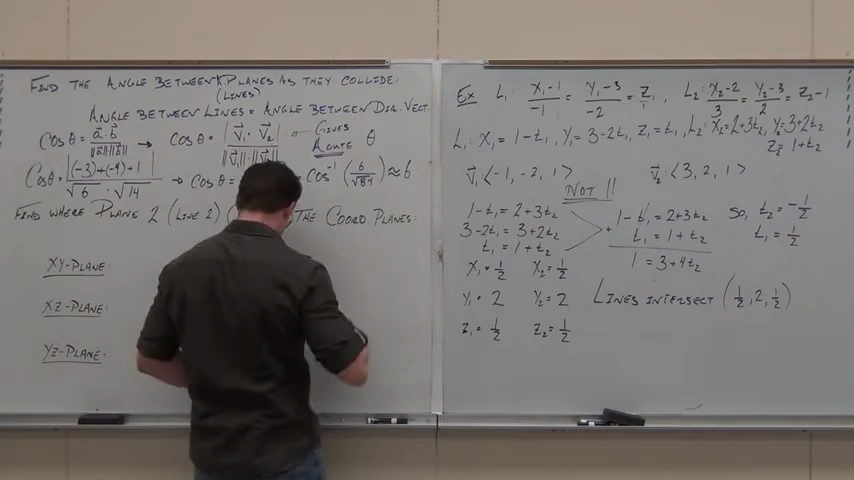 FIND THE ANGLE BETWEEN PLANES AS THEY COLLIDE:
(LINES)
ANGLE BETWEEN LINES = ANGLE BETWEEN DIR. VECT.
COS θ = a⃗·b⃗ / ||a⃗|| ||b⃗|| → COS θ = |V⃗₁ · V⃗₂| / ||V⃗₁||·||V⃗₂|| GIVES ACUTE θ
COS θ = |(-3)+(-4)+1| / √6 · √14 → COS θ = COS⁻¹ (6/√84) ≈ 6
FIND WHERE PLANE 2 (LINE 2) THE COORD PLANES:
XY-PLANE:
XZ-PLANE:
YZ-PLANE:
Ex L₁: (X₁-1)/-1 = (Y₁-3)/-2 = Z₁/1, L₂: (X₂-2)/3 = (Y₂-3)/2 = Z₂-1
L₁: X₁ = 1-t₁, Y₁ = 3-2t₁, Z₁ = t₁, L₂: X₂ = 2+3t₂, Y₂ = 3+2t₂
Z₂ = 1+t₂
V⃗₁ <-1, -2, 1> V⃗₂: <3, 2, 1>
NOT ||
1-t₁ = 2+3t₂
3-2t₁ = 3+2t₂
t₁ = 1+t₂
1-t₁ = 2+3t₂
+ t₁ = 1+t₂
1 = 3+4t₂
SO, t₂ = -1/2
t₁ = 1/2
X₁ = 1/2 X₂ = 1/2
Y₁ = 2 Y₂ = 2
Z₁ = 1/2 Z₂ = 1/2
LINES INTERSECT (1/2, 2, 1/2)